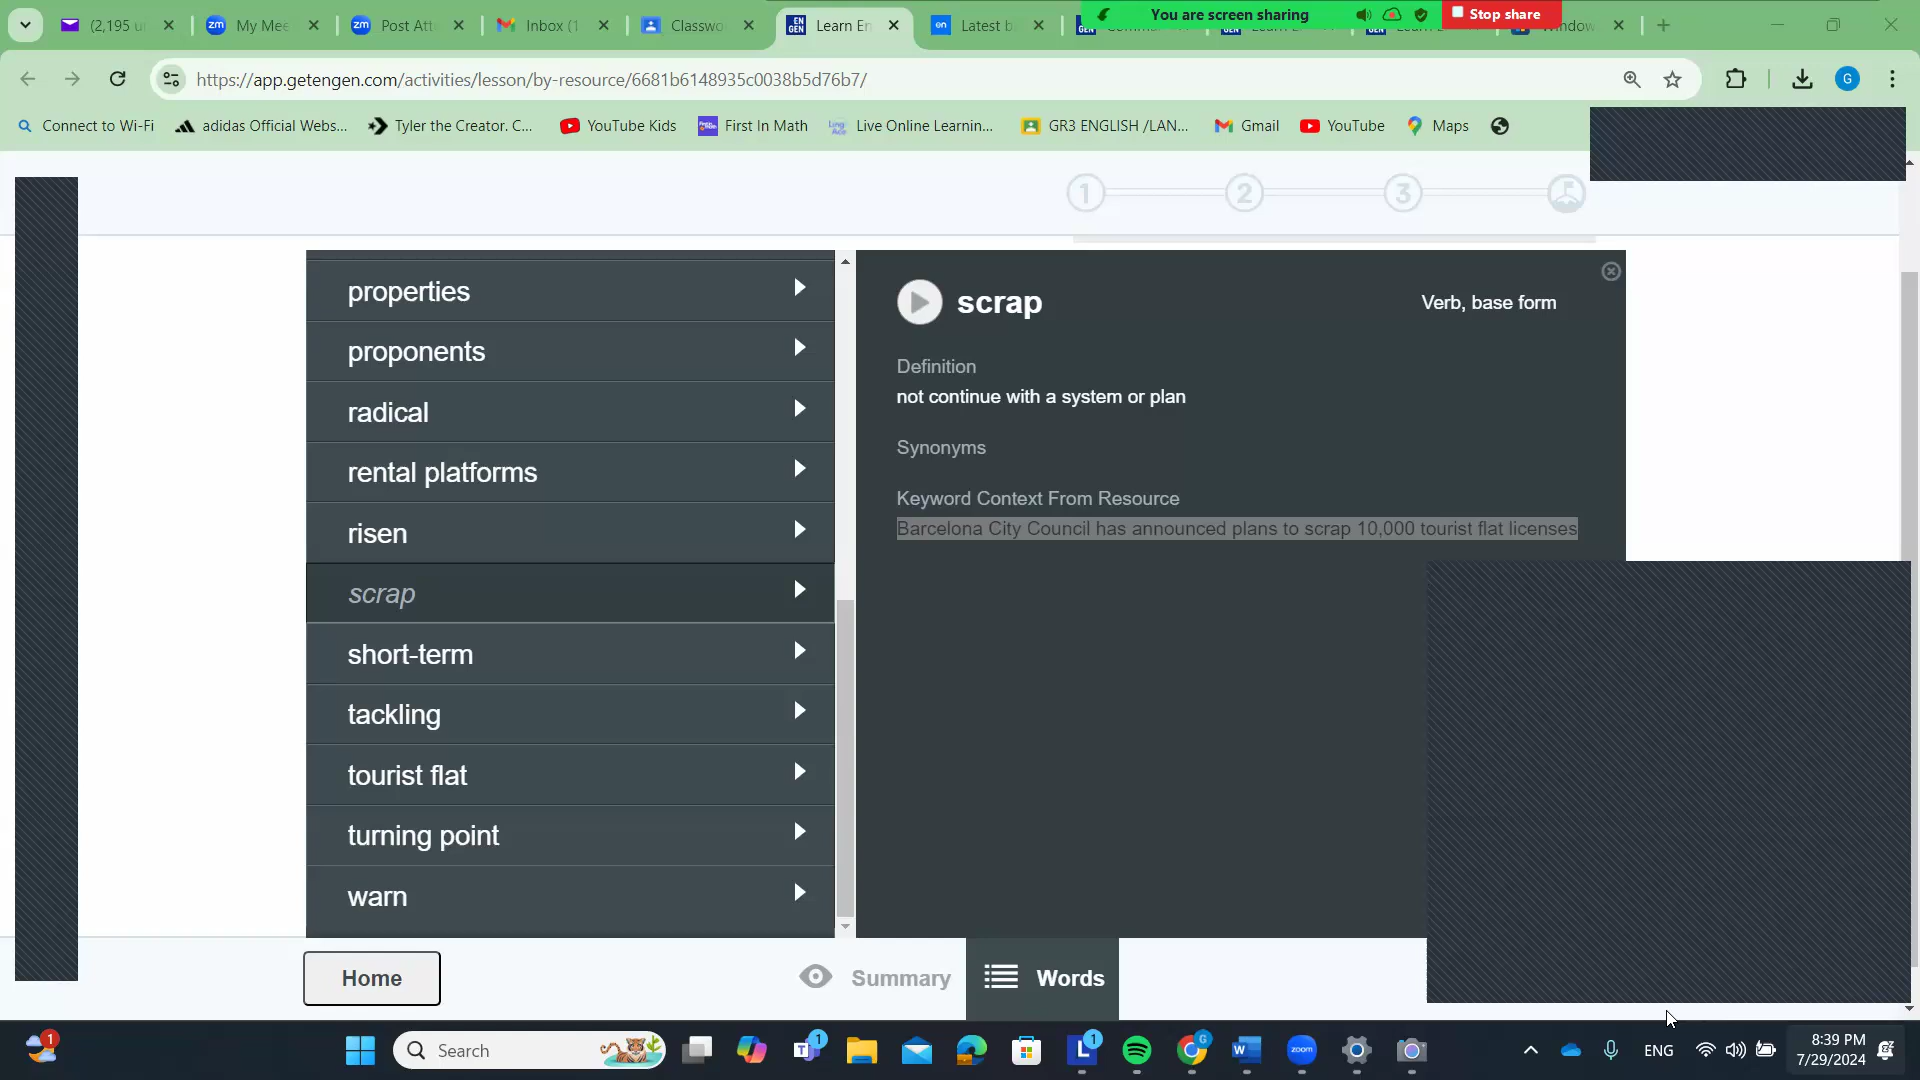 (2,195 u
My Mee
Post Att
Inbox (1
Classwo
Learn En
Latest b
You are screen sharing
Stop share
Window
https://app.getengen.com/activities/lesson/by-resource/6681b6148935c0038b5d76b7/
G
Connect to Wi-Fi
adidas Official Webs...
Tyler the Creator. C...
YouTube Kids
First In Math
Live Online Learnin...
GR3 ENGLISH /LAN...
Gmail
YouTube
Maps
1
2
3
properties
proponents
radical
rental platforms
risen
scrap
short-term
tackling
tourist flat
turning point
warn
scrap
Verb, base form
Definition
not continue with a system or plan
Synonyms
Keyword Context From Resource
Barcelona City Council has announced plans to scrap 10,000 tourist flat licenses
Home
Summary
Words
1
Search
1
1
G
zoom
ENG
8:39 PM
7/29/2024